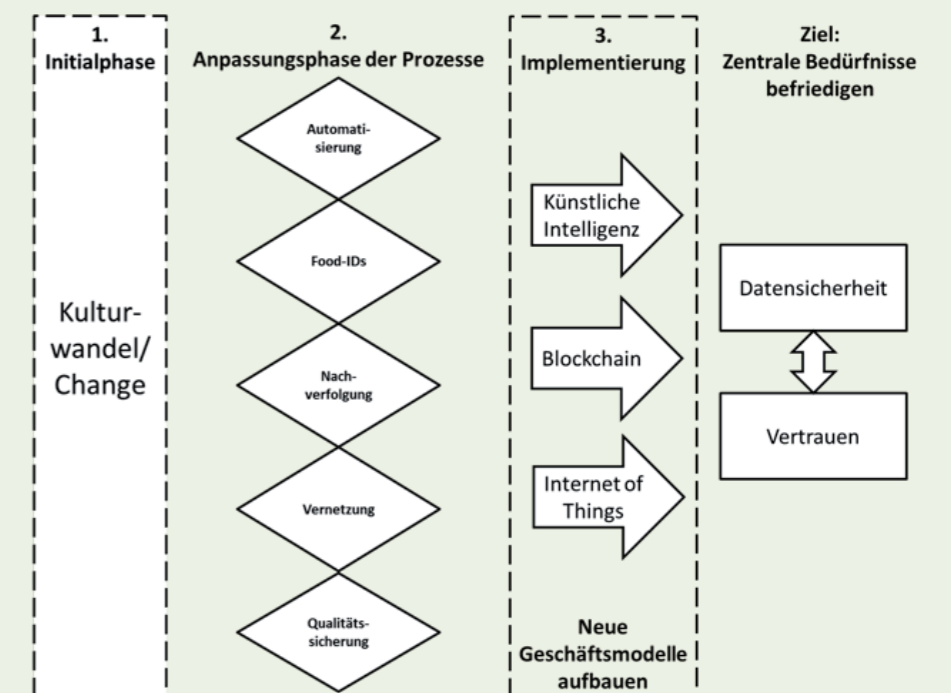 1.
Initialphase
Kultur-
wandel/
Change
2.
Anpassungsphase der Prozesse
Automati-
sierung
Food-IDs
Nach-
verfolgung
Vernetzung
Qualitäts-
sicherung
3.
Implementierung
Künstliche
Intelligenz
Blockchain
Internet of
Things
Neue
Geschäftsmodelle
aufbauen
Ziel:
Zentrale Bedürfnisse
befriedigen
Datensicherheit
Vertrauen